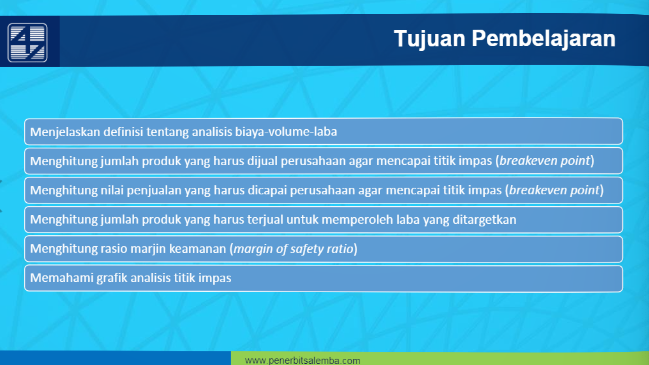 Tujuan Pembelajaran
Menjelaskan definisi tentang analisis biaya-volume-laba
Menghitung jumlah produk yang harus dijual perusahaan agar mencapai titik impas (breakeven point)
Menghitung nilai penjualan yang harus dicapai perusahaan agar mencapai titik impas (breakeven point)
Menghitung jumlah produk yang harus terjual untuk memperoleh laba yang ditargetkan
Menghitung rasio marjin keamanan (margin of safety ratio)
Memahami grafik analisis titik impas
www.penerbitsalemba.com